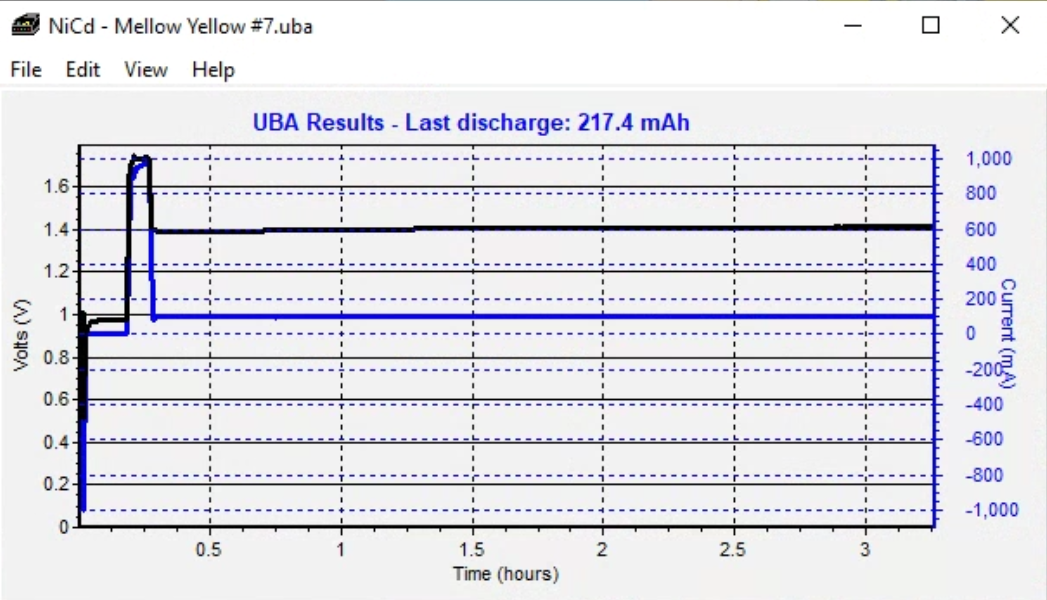 NiCd - Mellow Yellow #7.uba
File Edit View Help
UBA Results - Last discharge: 217.4 mAh
Volts (V)
1.6
1.4
1.2
1
0.8
0.6
0.4
0.2
0
1,000
800
600
400
200
0
-200
-400
-600
-800
-1,000
Current (mA)
0.5 1 1.5 2 2.5 3
Time (hours)